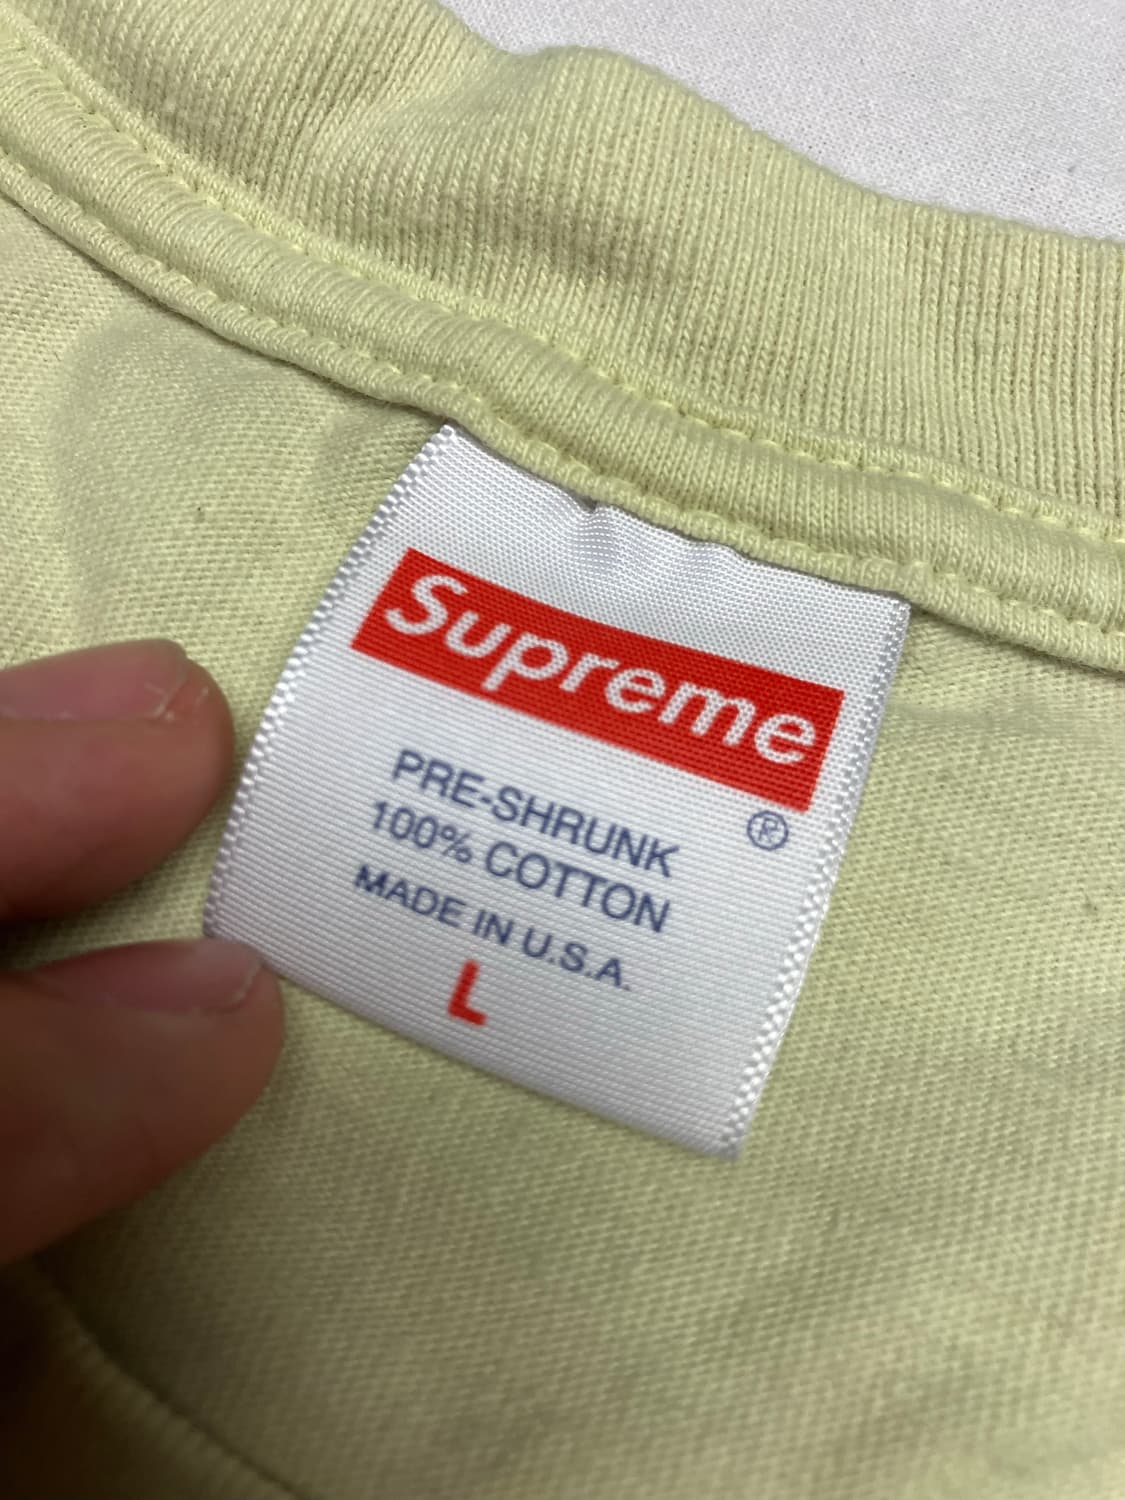 Supreme
®
PRE-SHRUNK
100% COTTON
MADE IN U.S.A.
L